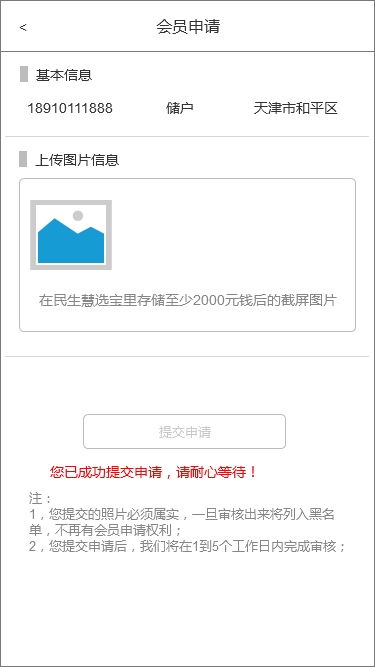 < 会员申请
基本信息
18910111888 储户 天津市和平区
上传图片信息
在民生慧选宝里存储至少2000元钱后的截屏图片
提交申请
您已成功提交申请，请耐心等待！
注：
1，您提交的照片必须属实，一旦审核出来将列入黑名
单，不再有会员申请权利；
2，您提交申请后，我们将在1到5个工作日内完成审核；